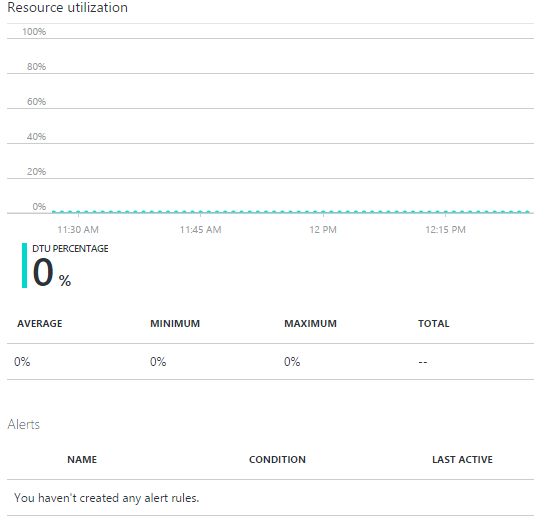 Resource utilization
100%
80%
60%
40%
20%
0%
11:30 AM 11:45 AM 12 PM 12:15 PM
DTU PERCENTAGE
0 %
AVERAGE MINIMUM MAXIMUM TOTAL
0% 0% 0% --
Alerts
NAME CONDITION LAST ACTIVE
You haven't created any alert rules.